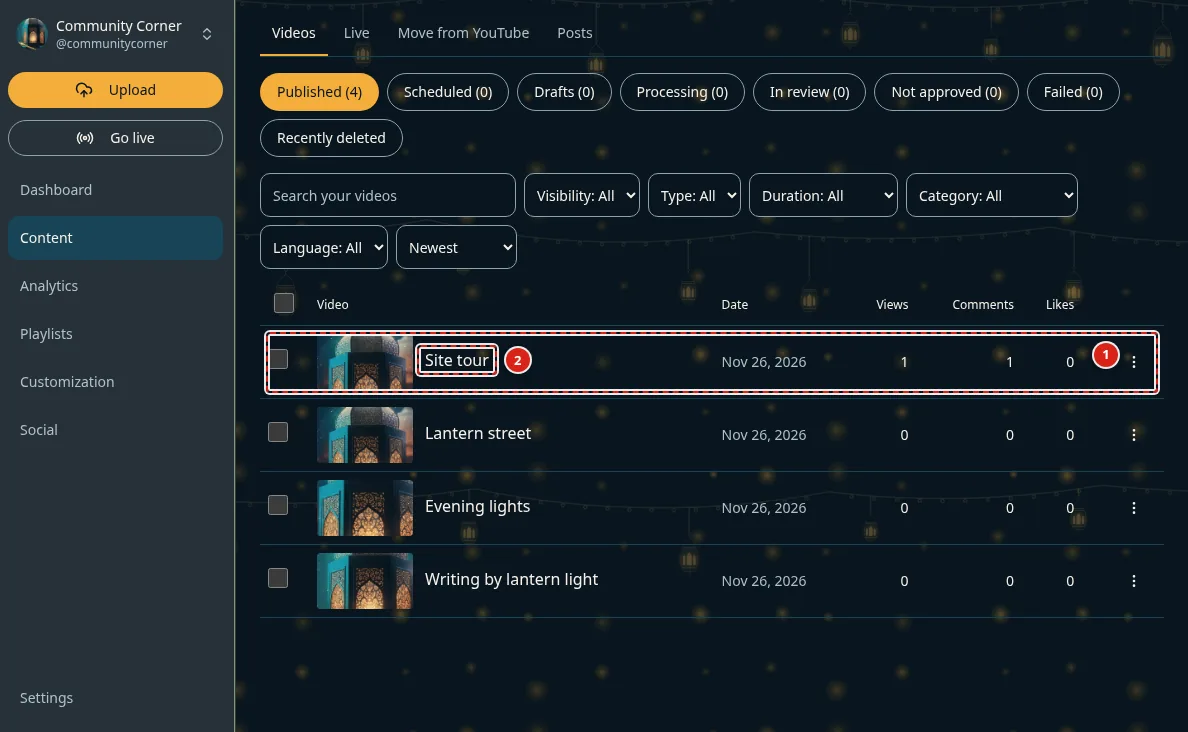 Community Corner
@communitycorner
Upload
Go live
Dashboard
Content
Analytics
Playlists
Customization
Social
Settings
Videos Live Move from YouTube Posts
Published (4) Scheduled (0) Drafts (0) Processing (0) In review (0) Not approved (0) Failed (0)
Recently deleted
Search your videos Visibility: All Type: All Duration: All Category: All
Language: All Newest
Video Date Views Comments Likes
Site tour 2 Nov 26, 2026 1 1 0 1
Lantern street Nov 26, 2026 0 0 0
Evening lights Nov 26, 2026 0 0 0
Writing by lantern light Nov 26, 2026 0 0 0